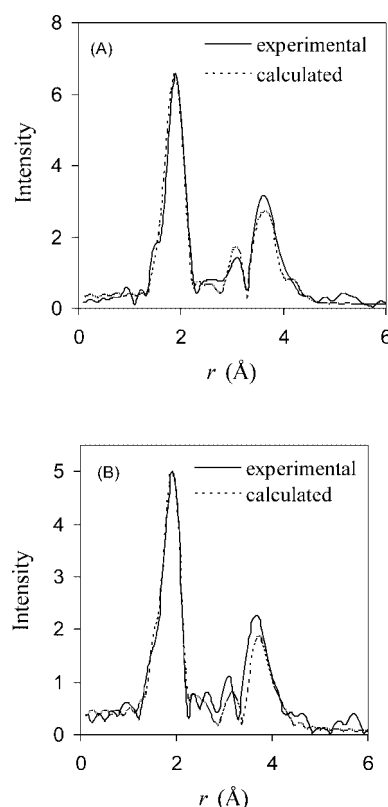 8
(A)
experimental
calculated
6
Intensity
4
2
0
0 2 4 6
r (Å)
(B)
experimental
calculated
5
4
Intensity
3
2
1
0
0 2 4 6
r (Å)